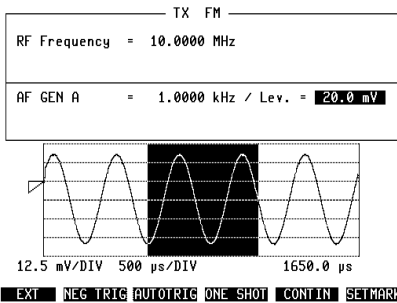 TX FM
RF Frequency = 10.0000 MHz
AF GEN A = 1.0000 kHz / Lev. = 20.0 mV
12.5 mV/DIV 500 µs/DIV 1650.0 µs
EXT NEG TRIG AUTOTRIG ONE SHOT CONTIN SETMARK